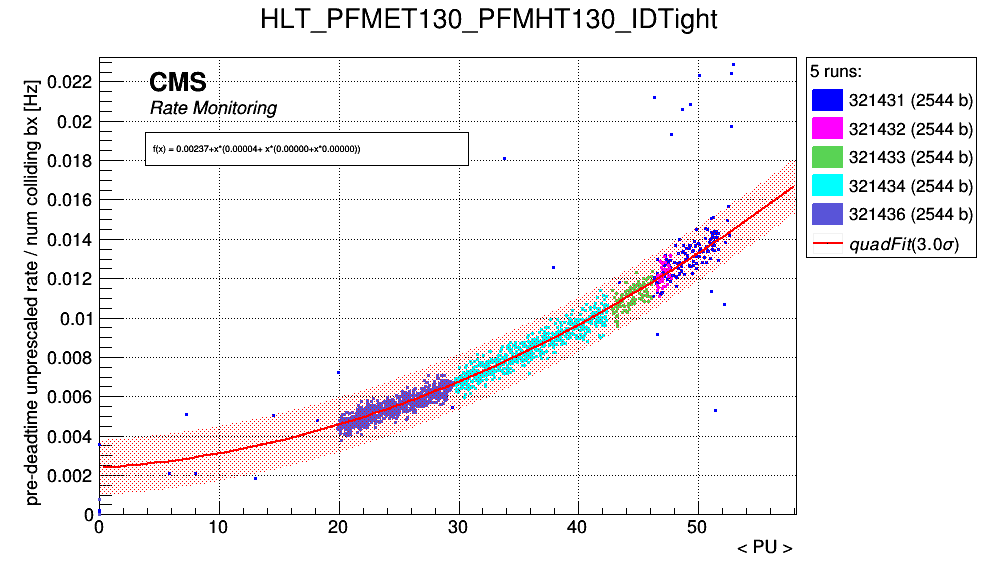 HLT_PFMET130_PFMHT130_IDTight
pre-deadtime unprescaled rate / num colliding bx [Hz]
CMS
Rate Monitoring
f(x) = 0.00237+x*(0.00004+ x*(0.00000+x*0.00000))
0.022
0.02
0.018
0.016
0.014
0.012
0.01
0.008
0.006
0.004
0.002
0
0 10 20 30 40 50
< PU >
5 runs:
321431 (2544 b)
321432 (2544 b)
321433 (2544 b)
321434 (2544 b)
321436 (2544 b)
quadFit(3.0σ)